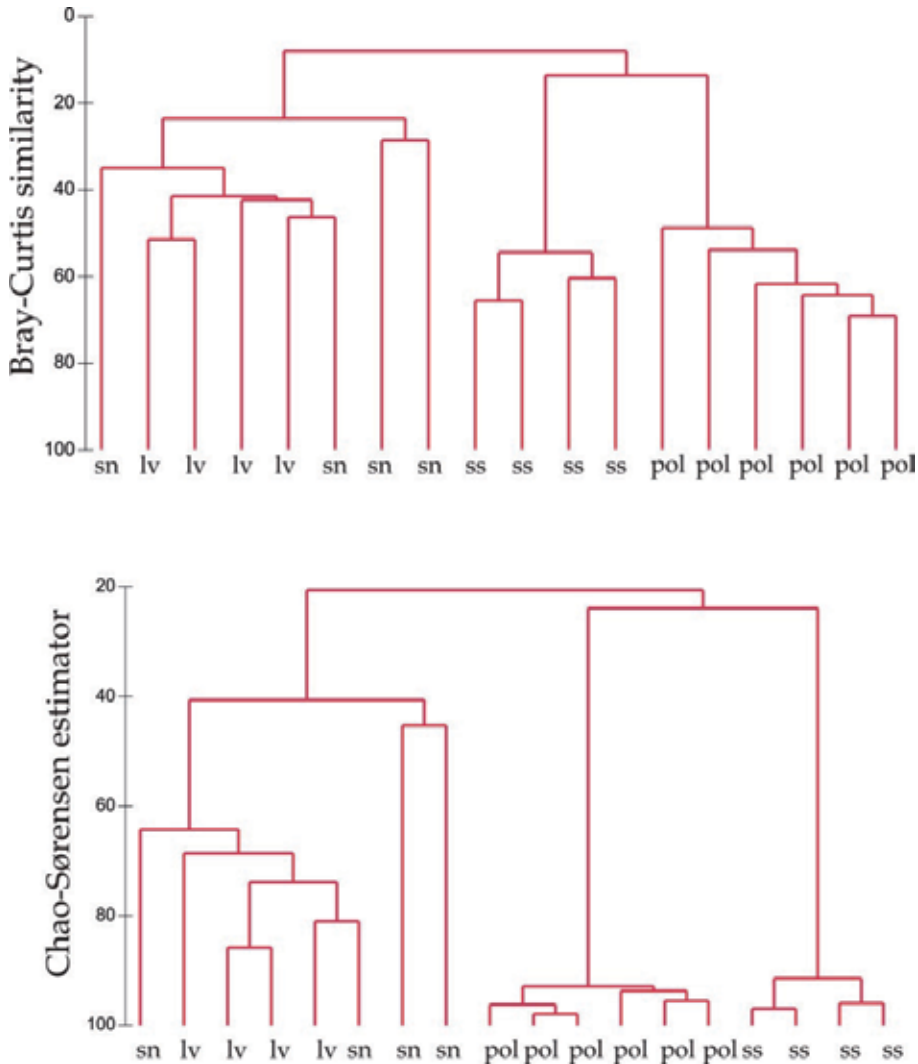 Bray-Curtis similarity
0
20
40
60
80
100
sn lv lv lv lv sn sn sn ss ss ss ss pol pol pol pol pol pol
Chao-Sørensen estimator
20
40
60
80
100
sn lv lv lv lv sn sn sn pol pol pol pol pol pol ss ss ss ss